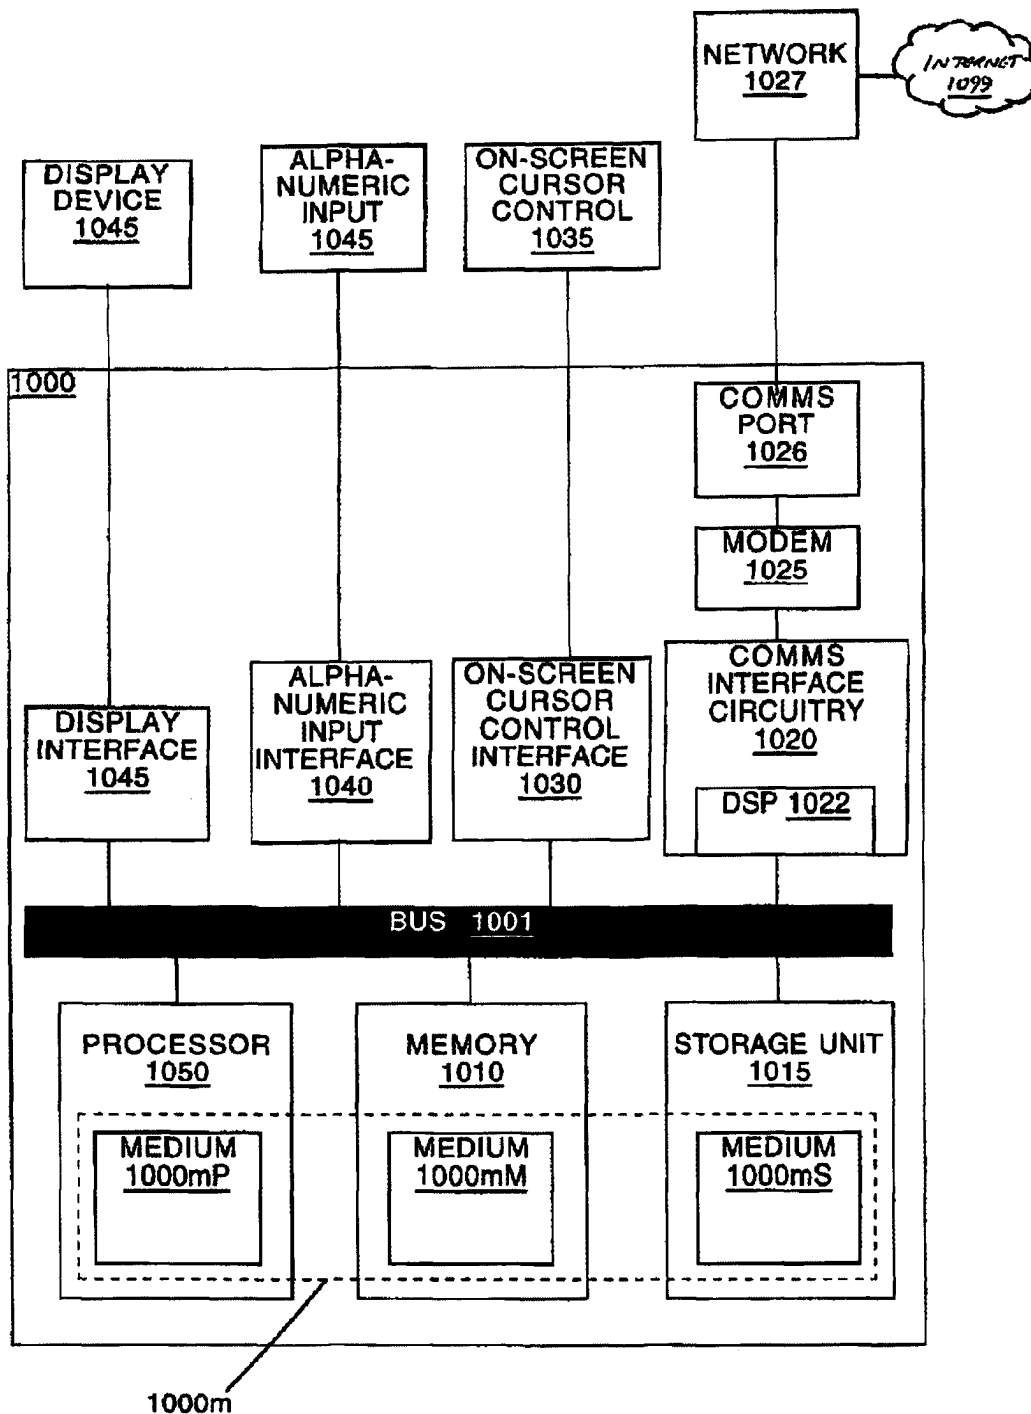 NETWORK
1027
INTERNET
1099
DISPLAY
DEVICE
1045
ALPHA-
NUMERIC
INPUT
1045
ON-SCREEN
CURSOR
CONTROL
1035
1000
COMMS
PORT
1026
MODEM
1025
COMMS
INTERFACE
CIRCUITRY
1020
DSP 1022
DISPLAY
INTERFACE
1045
ALPHA-
NUMERIC
INPUT
INTERFACE
1040
ON-SCREEN
CURSOR
CONTROL
INTERFACE
1030
BUS 1001
PROCESSOR
1050
MEMORY
1010
STORAGE UNIT
1015
MEDIUM
1000mP
MEDIUM
1000mM
MEDIUM
1000mS
1000m